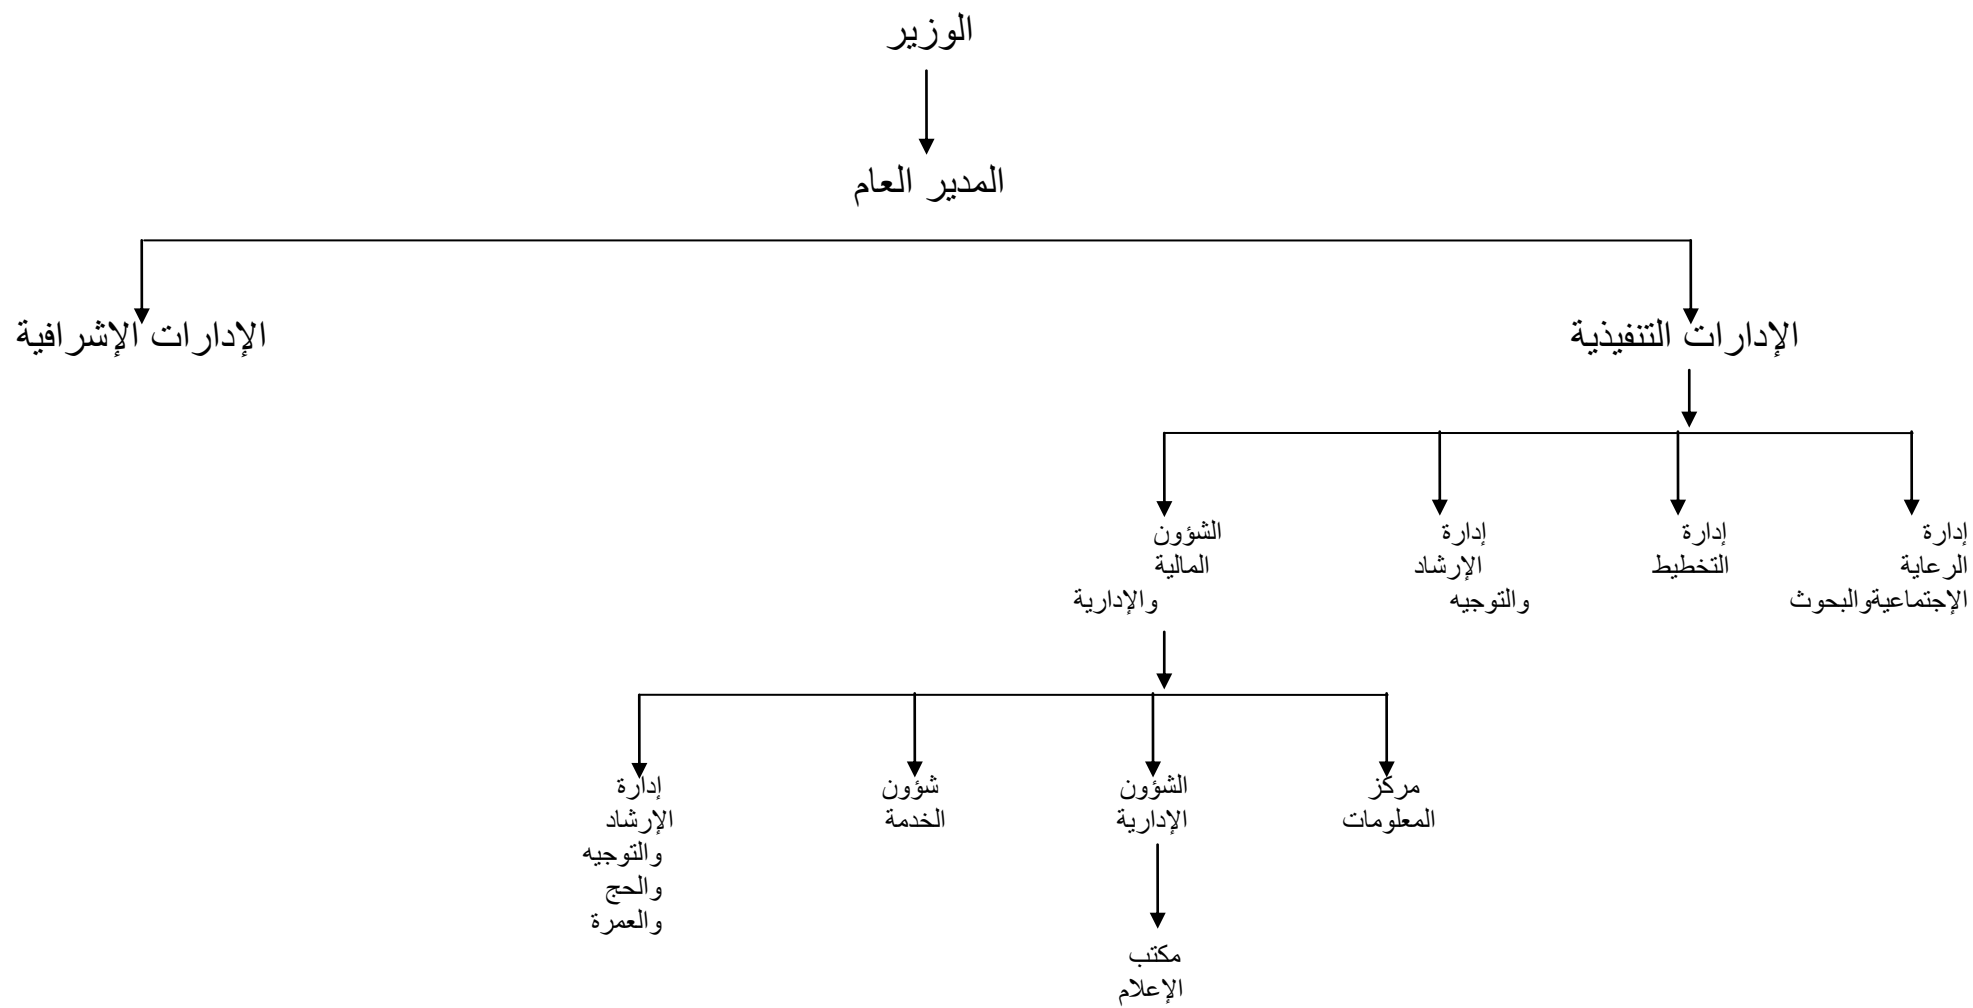 الوزير
المدير العام
الإدارات التنفيذية
الإدارات الإشرافية
إدارة
الرعاية
الإجتماعيةوالبحوث
إدارة
التخطيط
إدارة
الإرشاد
والتوجيه
الشؤون
المالية
والإدارية
مركز
المعلومات
الشؤون
الإدارية
شؤون
الخدمة
إدارة
الإرشاد
والتوجيه
والحج
والعمرة
مكتب
الإعلام